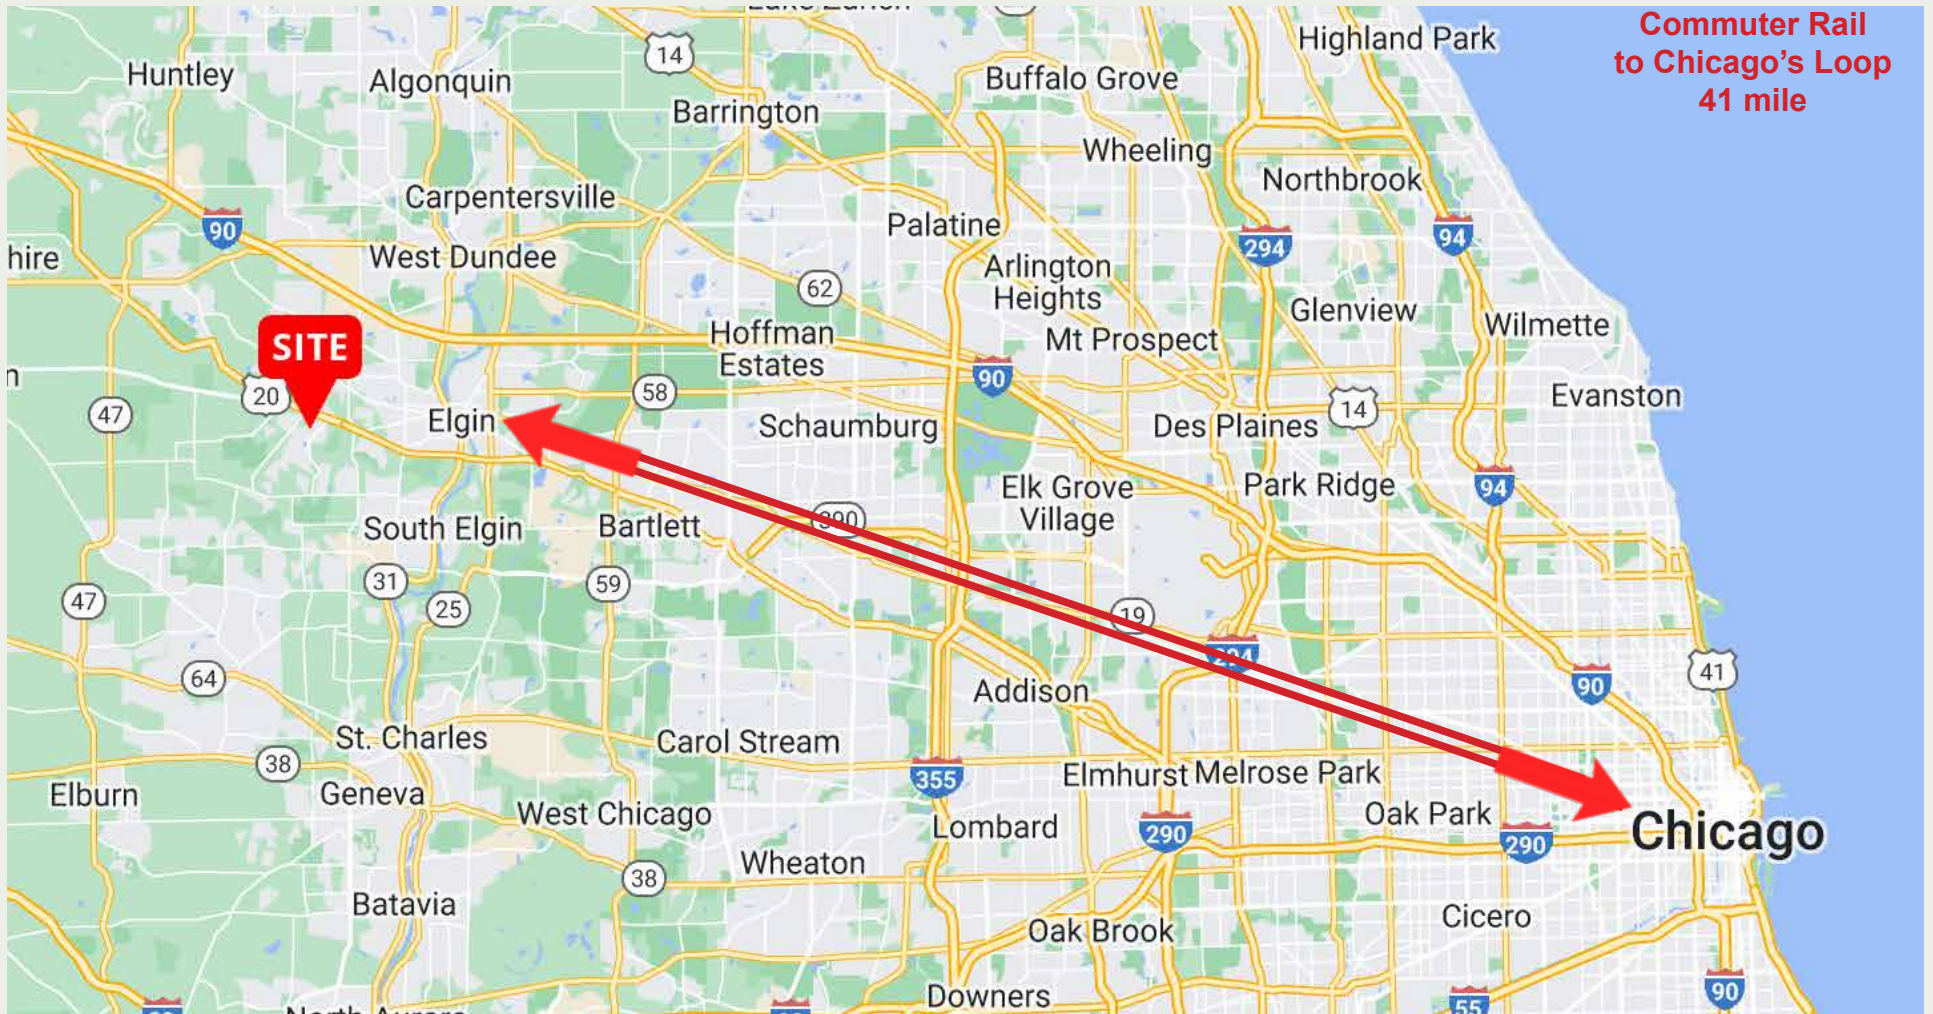 Commuter Rail
to Chicago's Loop
41 mile
Highland Park
14
Huntley
Algonquin
Buffalo Grove
Barrington
Wheeling
Northbrook
Carpentersville
Palatine
90
294
94
hire
West Dundee
Arlington
Heights
62
Glenview
Wilmette
SITE
Hoffman
Estates
Mt Prospect
90
20
58
Evanston
47
14
Elgin
Schaumburg
Des Plaines
Elk Grove
Village
Park Ridge
94
South Elgin
Bartlett
390
31
59
47
25
19
294
64
41
90
Addison
St. Charles
Carol Stream
38
355
Elmhurst
Melrose Park
Elburn
Geneva
West Chicago
Oak Park
Lombard
290
290
Chicago
Wheaton
38
Batavia
Cicero
Oak Brook
90
Downers
55
North Aurora